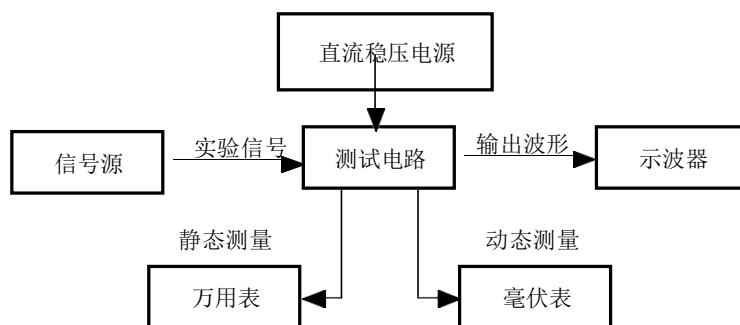 直流稳压电源
实验信号
输出波形
信号源
测试电路
示波器
静态测量
动态测量
万用表
毫伏表